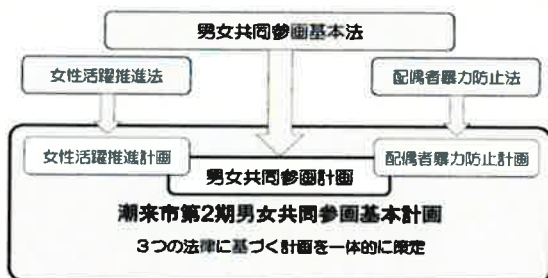 男女共同参画基本法
女性活躍推進法
配偶者暴力防止法
女性活躍推進計画
男女共同参画計画
配偶者暴力防止計画
潮来市第2期男女共同参画基本計画
3つの法律に基づく計画を一体的に策定